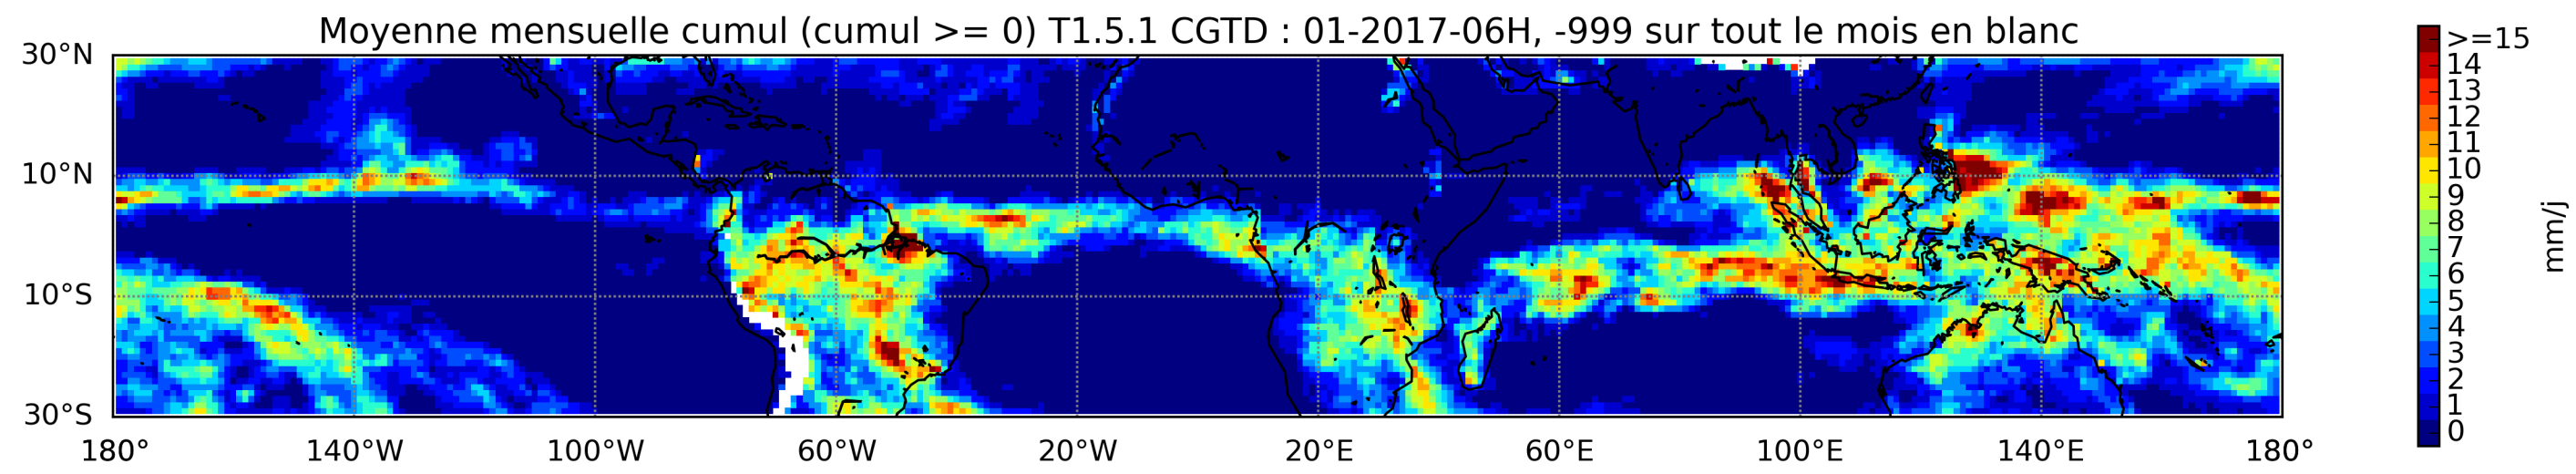 Moyenne mensuelle cumul (cumul >= 0) T1.5.1 CGTD : 01-2017-06H, -999 sur tout le mois en blanc
30°N
10°N
10°S
30°S
180° 140°W 100°W 60°W 20°W 20°E 60°E 100°E 140°E 180°
>=15
14
13
12
11
10
9
8
7
6
5
4
3
2
1
0
mm/j